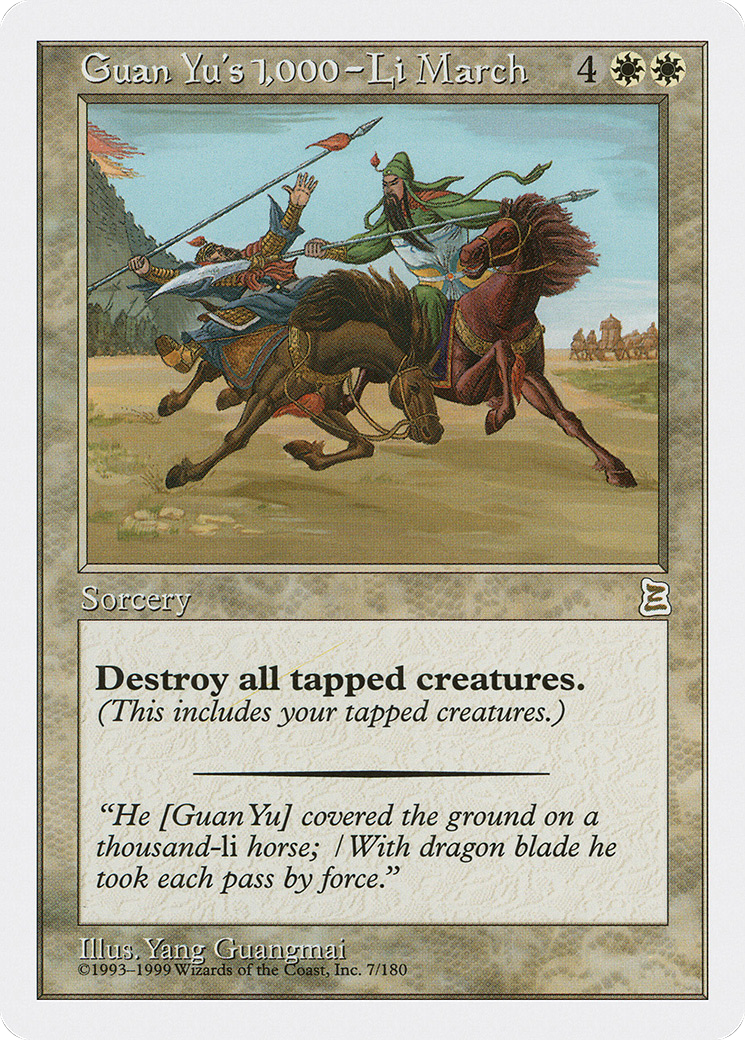 Guan Yu's 1,000-Li March 4
Sorcery
Destroy all tapped creatures.
(This includes your tapped creatures.)
“He [Guan Yu] covered the ground on a
thousand-li horse; / With dragon blade he
took each pass by force.”
Illus. Yang Guangmai
©1993–1999 Wizards of the Coast, Inc. 7/180